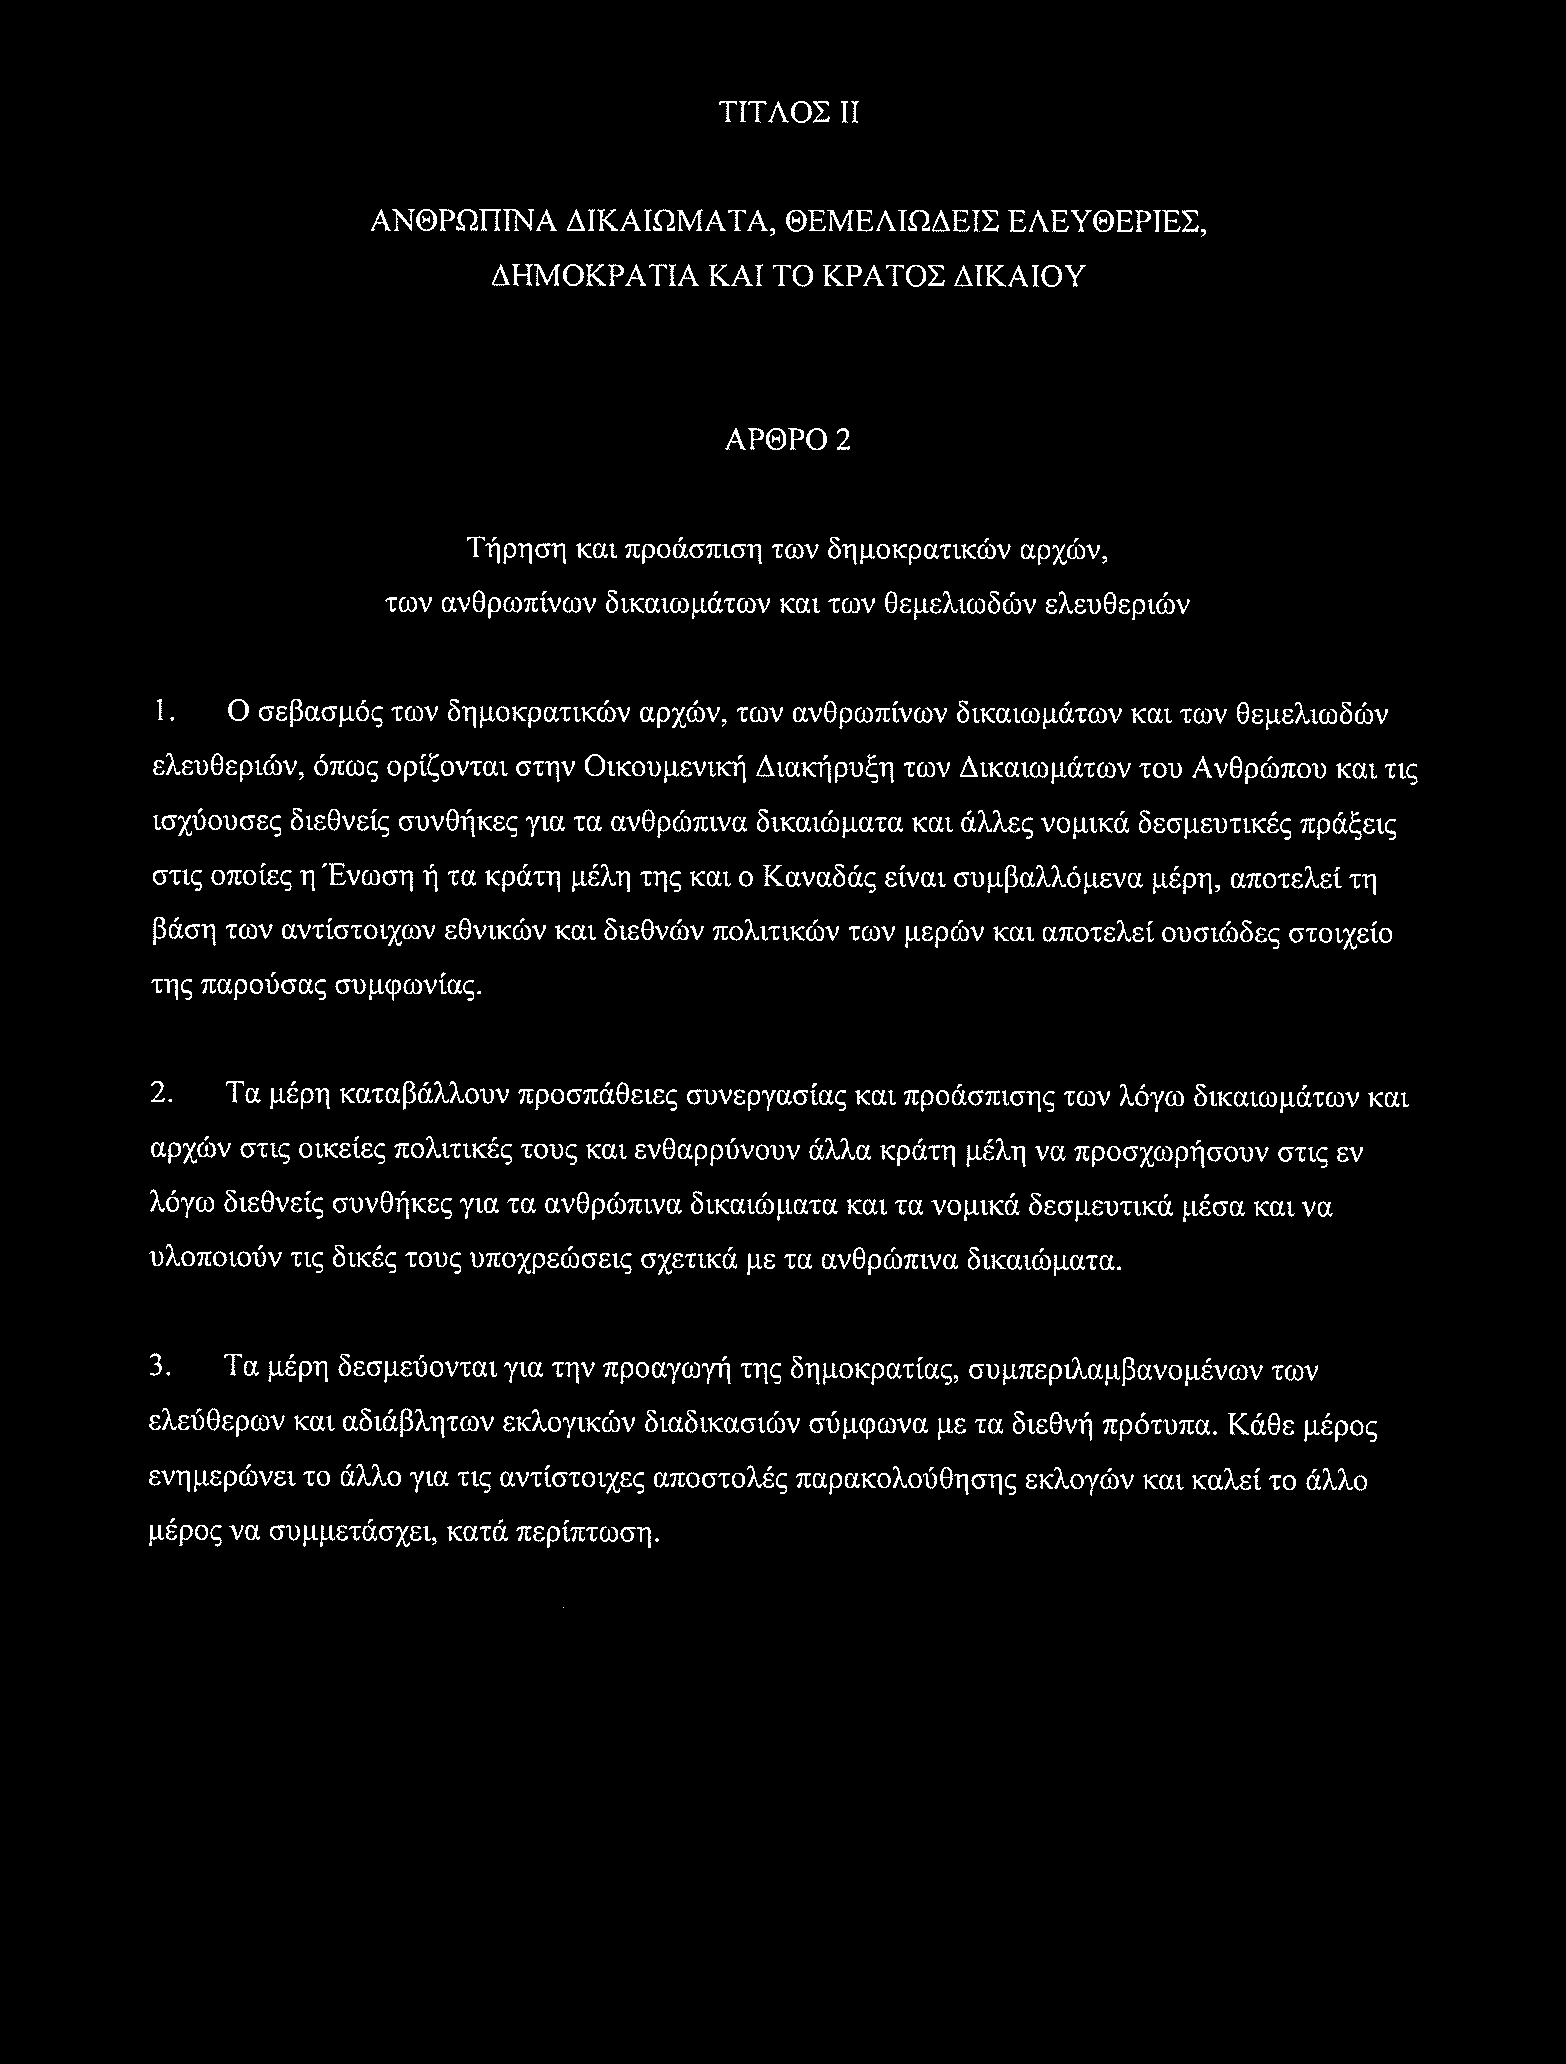 ΤΙΤΛΟΣ ΙΙ
ΑΝΘΡΩΠΙΝΑ ΔΙΚΑΙΩΜΑΤΑ, ΘΕΜΕΛΙΩΔΕΙΣ ΕΛΕΥΘΕΡΙΕΣ,
ΔΗΜΟΚΡΑΤΙΑ ΚΑΙ ΤΟ ΚΡΑΤΟΣ ΔΙΚΑΙΟΥ
ΑΡΘΡΟ 2
Τήρηση και προάσπιση των δημοκρατικών αρχών,
των ανθρωπίνων δικαιωμάτων και των θεμελιωδών ελευθεριών
1. Ο σεβασμός των δημοκρατικών αρχών, των ανθρωπίνων δικαιωμάτων και των θεμελιωδών
ελευθεριών, όπως ορίζονται στην Οικουμενική Διακήρυξη των Δικαιωμάτων του Ανθρώπου και τις
ισχύουσες διεθνείς συνθήκες για τα ανθρώπινα δικαιώματα και άλλες νομικά δεσμευτικές πράξεις
στις οποίες η Ένωση ή τα κράτη μέλη της και ο Καναδάς είναι συμβαλλόμενα μέρη, αποτελεί τη
βάση των αντίστοιχων εθνικών και διεθνών πολιτικών των μερών και αποτελεί ουσιώδες στοιχείο
της παρούσας συμφωνίας.
2. Τα μέρη καταβάλλουν προσπάθειες συνεργασίας και προάσπισης των λόγω δικαιωμάτων και
αρχών στις οικείες πολιτικές τους και ενθαρρύνουν άλλα κράτη μέλη να προσχωρήσουν στις εν
λόγω διεθνείς συνθήκες για τα ανθρώπινα δικαιώματα και τα νομικά δεσμευτικά μέσα και να
υλοποιούν τις δικές τους υποχρεώσεις σχετικά με τα ανθρώπινα δικαιώματα.
3. Τα μέρη δεσμεύονται για την προαγωγή της δημοκρατίας, συμπεριλαμβανομένων των
ελεύθερων και αδιάβλητων εκλογικών διαδικασιών σύμφωνα με τα διεθνή πρότυπα. Κάθε μέρος
ενημερώνει το άλλο για τις αντίστοιχες αποστολές παρακολούθησης εκλογών και καλεί το άλλο
μέρος να συμμετάσχει, κατά περίπτωση.